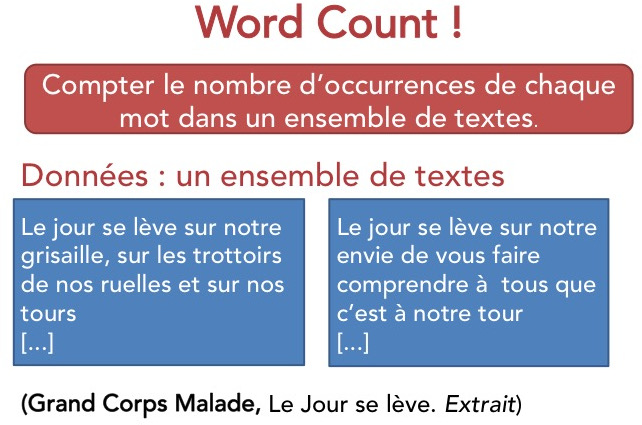 Word Count !
Compter le nombre d’occurrences de chaque
mot dans un ensemble de textes.
Données : un ensemble de textes
Le jour se lève sur notre
grisaille, sur les trottoirs
de nos ruelles et sur nos
tours
[...]
Le jour se lève sur notre
envie de vous faire
comprendre à tous que
c’est à notre tour
[...]
(Grand Corps Malade, Le Jour se lève. Extrait)